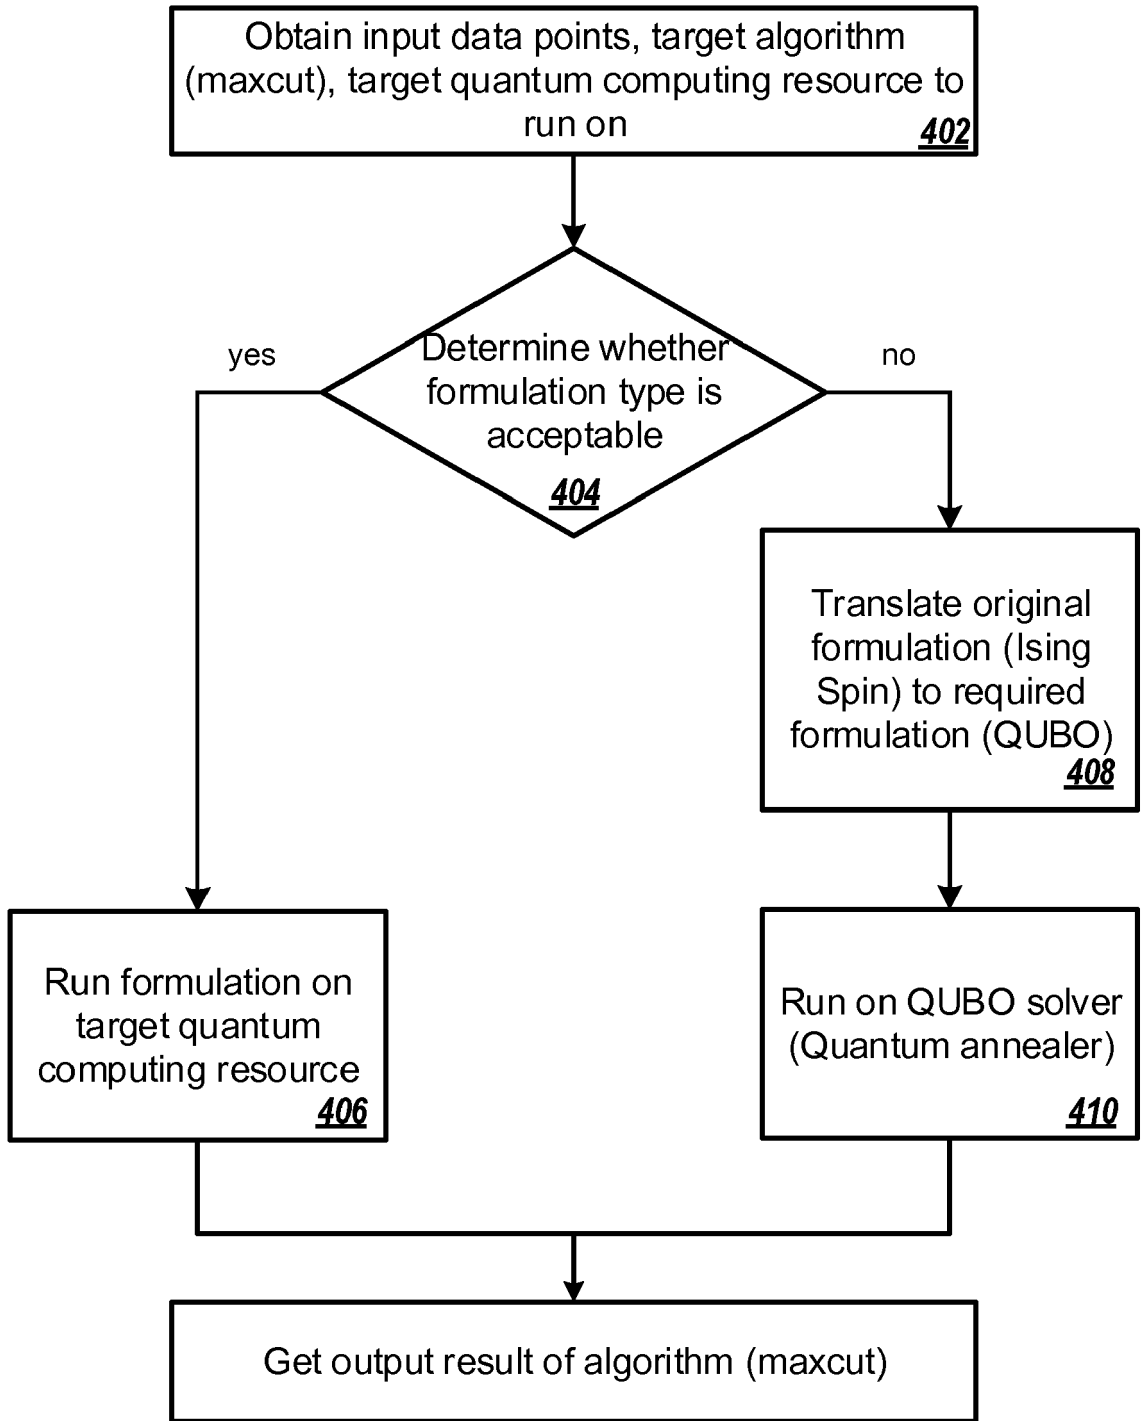 Obtain input data points, target algorithm
(maxcut), target quantum computing resource to
run on
402
Determine whether
formulation type is
acceptable
404
yes
no
Translate original
formulation (Ising
Spin) to required
formulation (QUBO)
408
Run formulation on
target quantum
computing resource
406
Run on QUBO solver
(Quantum annealer)
410
Get output result of algorithm (maxcut)